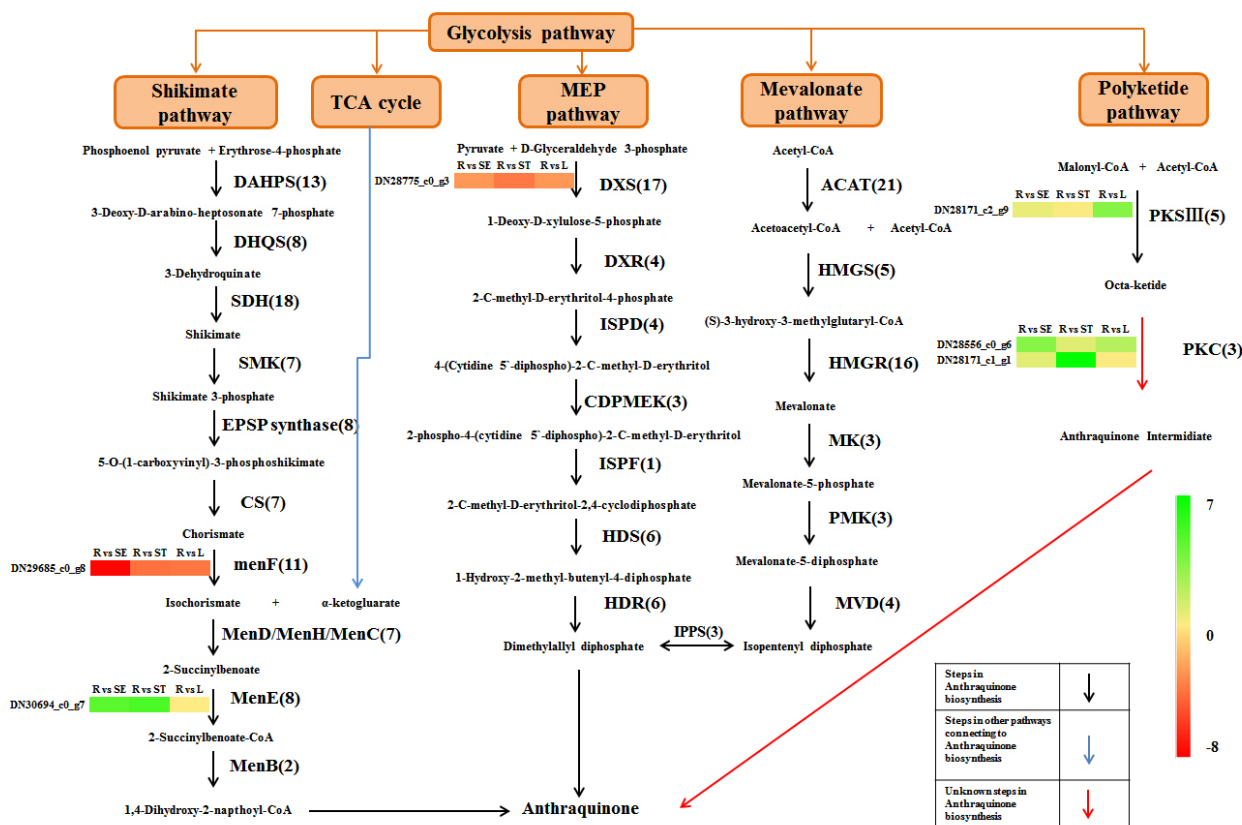 Glycolysis pathway
Shikimate
pathway
TCA cycle
MEP
pathway
Mevalonate
pathway
Polyketide
pathway
Phosphoenol pyruvate + Erythrose-4-phosphate
DAHPS(13)
3-Deoxy-D-arabino-heptosonate 7-phosphate
DHQS(8)
3-Dehydroquinate
SDH(18)
Shikimate
SMK(7)
Shikimate 3-phosphate
EPSP synthase(8)
5-O-(1-carboxyvinyl)-3-phosphoshikimate
CS(7)
Chorismate
R vs SE R vs ST R vs L
DN29685_c0_g8
menF(11)
Isochorismate + α-ketogluarate
MenD/MenH/MenC(7)
2-Succinylbenoate
R vs SE R vs ST R vs L
DN30694_c0_g7
MenE(8)
2-Succinylbenoate-CoA
MenB(2)
1,4-Dihydroxy-2-napthoyl-CoA
Pyruvate + D-Glyceraldehyde 3-phosphate
R vs SE R vs ST R vs L
DN28775_c0_g3
DXS(17)
1-Deoxy-D-xylulose-5-phosphate
DXR(4)
2-C-methyl-D-erythritol-4-phosphate
ISPD(4)
4-(Cytidine 5`-diphospho)-2-C-methyl-D-erythritol
CDPMEK(3)
2-phospho-4-(cytidine 5`-diphospho)-2-C-methyl-D-erythritol
ISPF(1)
2-C-methyl-D-erythritol-2,4-cyclodiphosphate
HDS(6)
1-Hydroxy-2-methyl-butenyl-4-diphosphate
HDR(6)
Dimethylallyl diphosphate
IPPS(3)
Anthraquinone
Acetyl-CoA
ACAT(21)
Acetoacetyl-CoA + Acetyl-CoA
HMGS(5)
(S)-3-hydroxy-3-methylglutaryl-CoA
HMGR(16)
Mevalonate
MK(3)
Mevalonate-5-phosphate
PMK(3)
Mevalonate-5-diphosphate
MVD(4)
Isopentenyl diphosphate
Malonyl-CoA + Acetyl-CoA
R vs SE R vs ST R vs L
DN28171_c2_g9
PKSIII(5)
Octa-ketide
R vs SE R vs ST R vs L
DN28556_c0_g6
DN28171_c1_g1
PKC(3)
Anthraquinone Intermidiate
7
0
-8
Steps in
Anthraquinone
biosynthesis
Steps in other pathways
connecting to
Anthraquinone
biosynthesis
Unknown steps in
Anthraquinone
biosynthesis